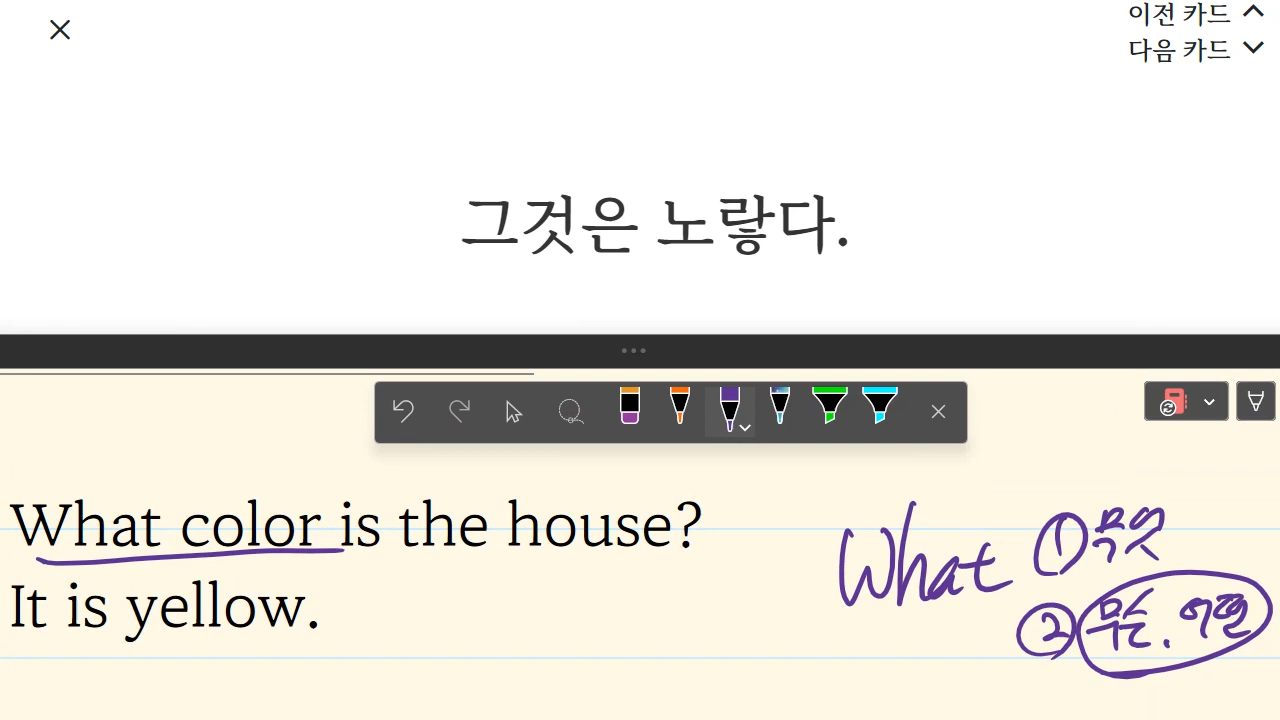 이전 카드
다음 카드
그것은 노랗다.
What color is the house?
It is yellow.
What ① 무엇
② 무슨. 어떤